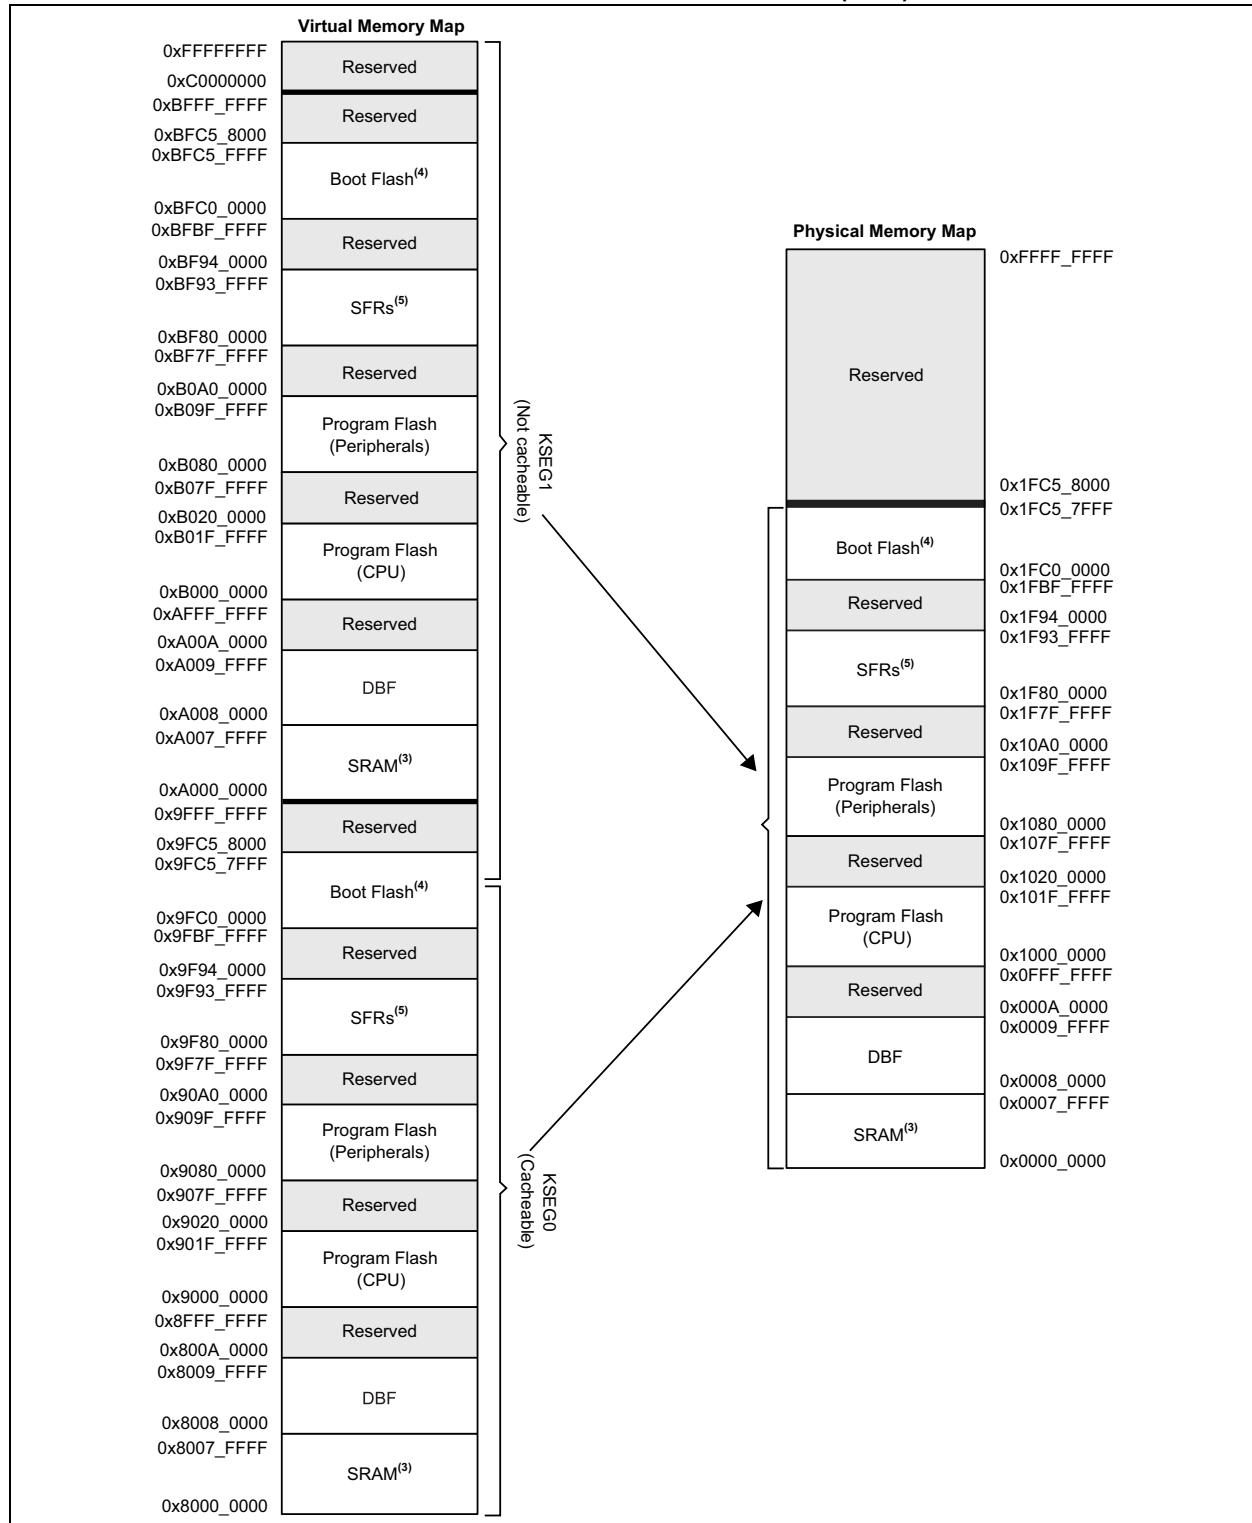 Virtual Memory Map
0xFFFFFFFF
Reserved
0xC0000000
0xBFFF_FFFF
Reserved
0xBFC5_8000
0xBFC5_FFFF
Boot Flash(4)
0xBFC0_0000
0xBFBF_FFFF
Reserved
0xBF94_0000
0xBF93_FFFF
SFRs(5)
0xBF80_0000
0xBF7F_FFFF
Reserved
0xB0A0_0000
0xB09F_FFFF
Program Flash
(Peripherals)
0xB080_0000
0xB07F_FFFF
Reserved
0xB020_0000
0xB01F_FFFF
Program Flash
(CPU)
0xB000_0000
0xAFFF_FFFF
Reserved
0xA00A_0000
0xA009_FFFF
DBF
0xA008_0000
0xA007_FFFF
SRAM(3)
0xA000_0000
0x9FFF_FFFF
Reserved
0x9FC5_8000
0x9FC5_7FFF
Boot Flash(4)
0x9FC0_0000
0x9FBF_FFFF
Reserved
0x9F94_0000
0x9F93_FFFF
SFRs(5)
0x9F80_0000
0x9F7F_FFFF
Reserved
0x90A0_0000
0x909F_FFFF
Program Flash
(Peripherals)
0x9080_0000
0x907F_FFFF
Reserved
0x9020_0000
0x901F_FFFF
Program Flash
(CPU)
0x9000_0000
0x8FFF_FFFF
Reserved
0x800A_0000
0x8009_FFFF
DBF
0x8008_0000
0x8007_FFFF
SRAM(3)
0x8000_0000
KSEG1
(Not cacheable)
KSEG0
(Cacheable)
Physical Memory Map
0xFFFF_FFFF
Reserved
0x1FC5_8000
0x1FC5_7FFF
Boot Flash(4)
0x1FC0_0000
0x1FBF_FFFF
Reserved
0x1F94_0000
0x1F93_FFFF
SFRs(5)
0x1F80_0000
0x1F7F_FFFF
Reserved
0x10A0_0000
0x109F_FFFF
Program Flash
(Peripherals)
0x1080_0000
0x107F_FFFF
Reserved
0x1020_0000
0x101F_FFFF
Program Flash
(CPU)
0x1000_0000
0x0FFF_FFFF
Reserved
0x000A_0000
0x0009_FFFF
DBF
0x0008_0000
0x0007_FFFF
SRAM(3)
0x0000_0000